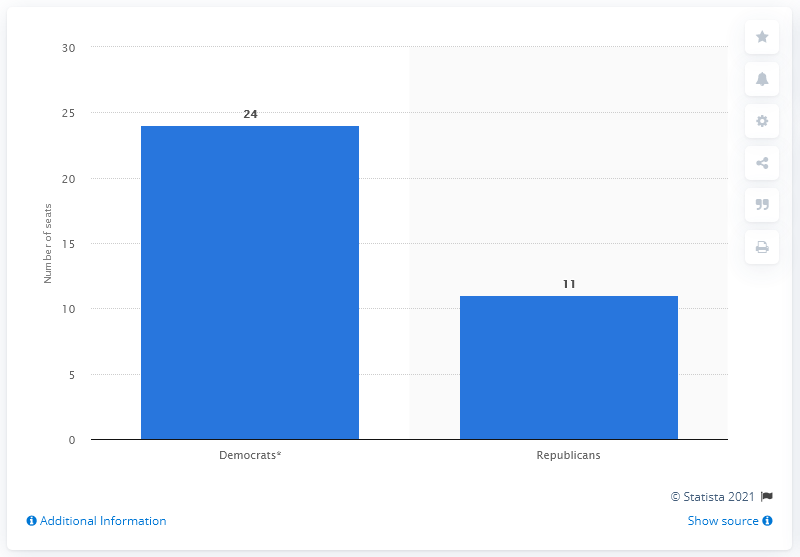 30
25
20
15
10
5
0
Number of seats
24
11
Democrats*
Republicans
© Statista 2021
Additional Information
Show source